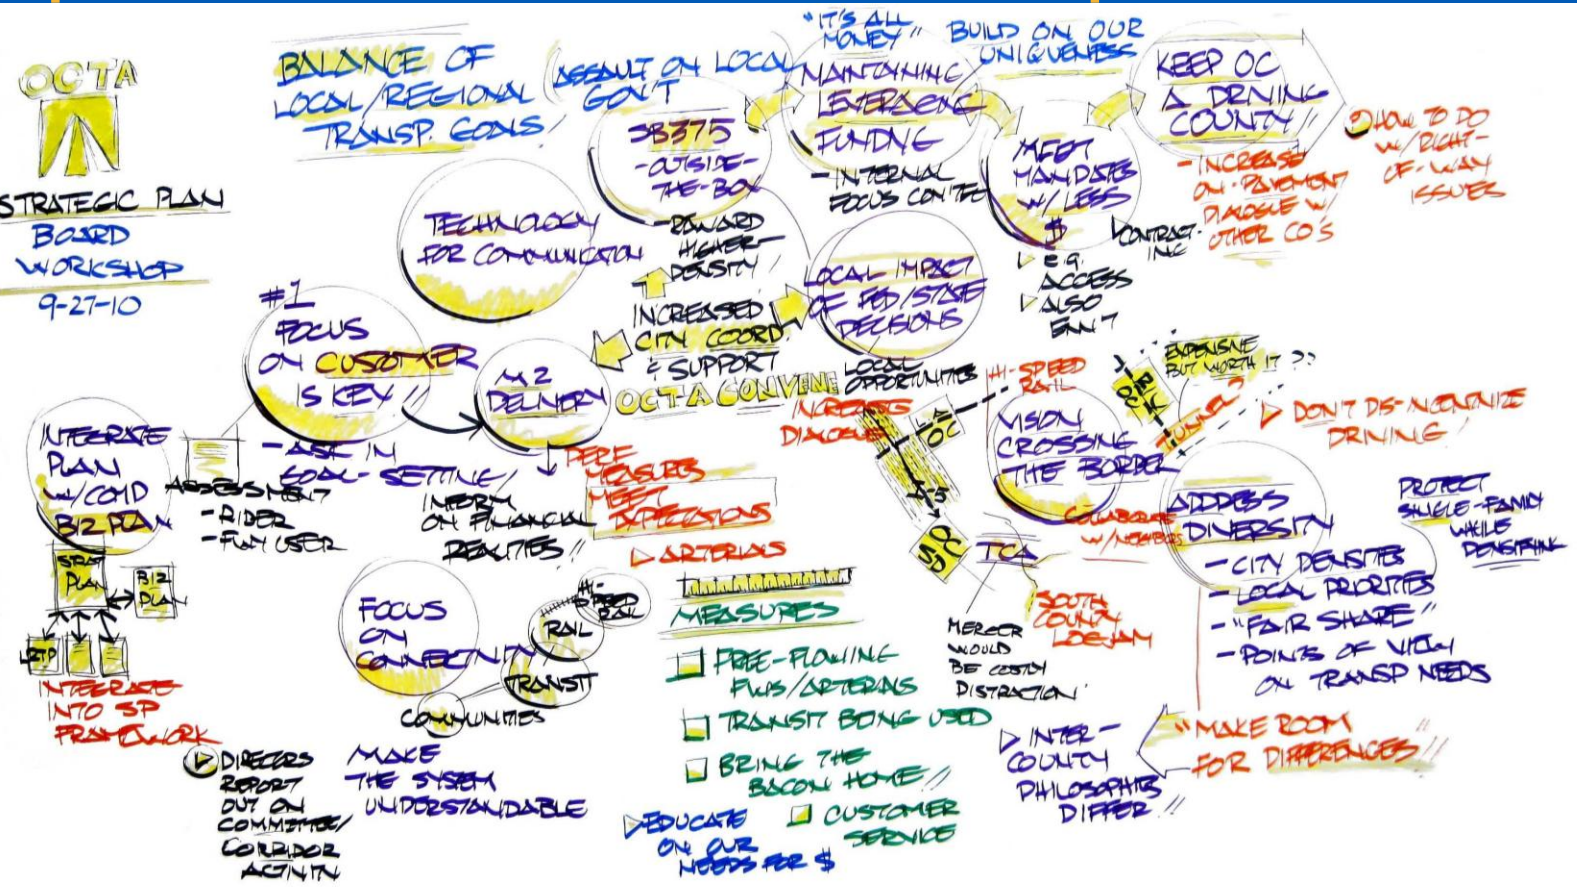 OCTA
STRATEGIC PLAN
BOARD
WORKSHOP
9-27-10
BALANCE OF
LOCAL/REGIONAL
TRANSP. GOALS
(ASSAULT ON LOCAL
GOV'T
SB375
-OUTSIDE-
THE-BOX
-REWARD
HIGHER-
DENSITY!
"IT'S ALL
MONEY"
MAINTAINING
LEVERAGING
FUNDING
-INTERNAL
FOCUS
BUILD ON OUR
UNIQUENESS
MEET
MANDATES
W/LESS
$
CONTRACT-
ING
E.G.
ACCESS
ALSO
KEEP OC
A DRIVING
COUNTY!!
-INCREASE
ON-PAVEMENT
DIALOGUE W/
OTHER CO'S
HOW TO DO
W/RIGHT-
OF-WAY
ISSUES
TECHNOLOGY
FOR COMMUNICATION
INCREASED
CITY COORD.
& SUPPORT
OCTA CONVENE
LOCAL IMPACT
OF FED/STATE
DECISIONS
LOCAL
OPPORTUNITIES
#1
FOCUS
ON CUSTOMER
IS KEY!!
-ASK IN
GOAL-SETTING
M2
DELIVERY
INFORM
ON FINANCIAL
REALITIES!!
PERF
MEASURES
MEET
EXPECTATIONS
ARTERIALS
INTEGRATE
PLAN
W/COMP
BIZ PLAN
ASSESSMENT
-RIDER
-FWY USER
STRAT
PLAN
BIZ
PLAN
LRTP
INTEGRATE
INTO SP
FRAMEWORK
DIRECTORS
REPORT
OUT ON
COMMITTEE/
CORRIDOR
ACTIVITY
FOCUS
ON
CONNECTIVITY
HI-
SPEED
RAIL
RAIL
TRANSIT
COMMUNITIES
MAKE
THE SYSTEM
UNDERSTANDABLE
MEASURES
FREE-FLOWING
FWYS/ARTERIALS
TRANSIT BEING USED
BRING THE
BACON HOME!!
CUSTOMER
SERVICE
EDUCATE
ON OUR
NEEDS FOR $
INCREASING
DIALOGUE
LA
OC
I-5
OC
SD
HI-SPEED
RAIL
VISION
CROSSING
THE BORDER
COLLABORATE
W/NEIGHBORS
RIV
OC
TUNNEL?
EXPENSIVE
BUT WORTH IT??
DON'T DIS-INCENTIVIZE
DRIVING
TCA
SOUTH
COUNTY
LOGJAM
MERGER
WOULD
BE COSTLY
DISTRACTION
ADDRESS
DIVERSITY
-CITY DENSITIES
-LOCAL PRIORITIES
-"FAIR SHARE"
-POINTS OF VIEW
ON TRANSP NEEDS
PROTECT
SINGLE-FAMILY
WHILE
DENSIFYING
"MAKE ROOM
FOR DIFFERENCES"!!
INTER-
COUNTY
PHILOSOPHIES
DIFFER!!